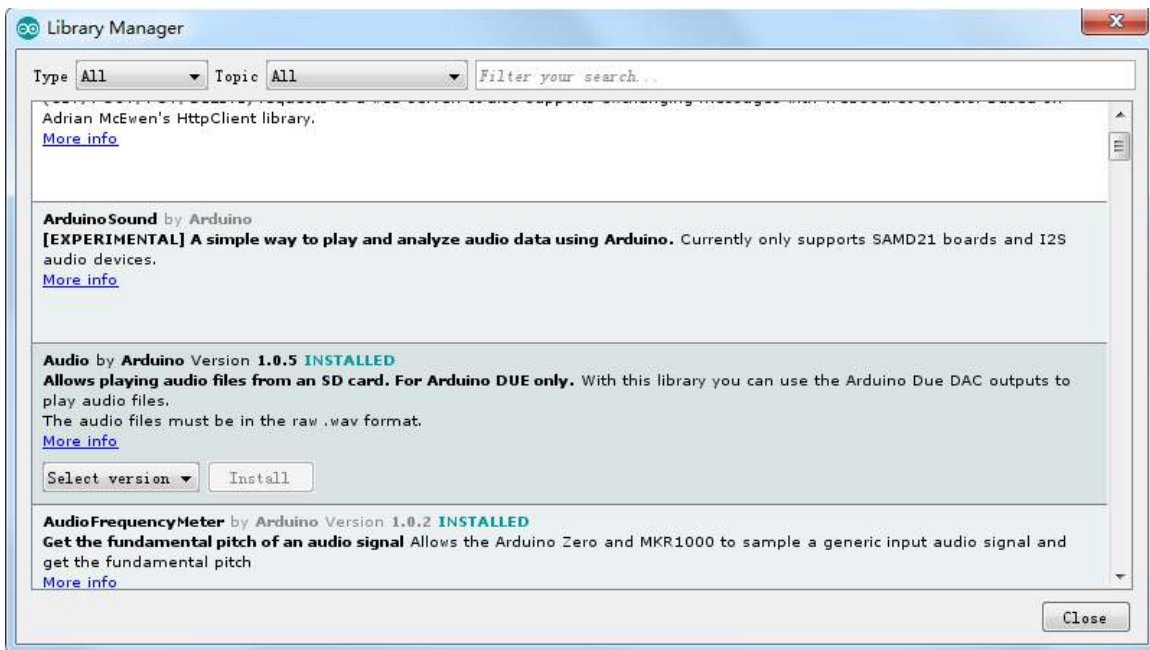 Library Manager
Type All Topic All Filter your search...
Adrian McEwen's HttpClient library.
More info
ArduinoSound by Arduino
[EXPERIMENTAL] A simple way to play and analyze audio data using Arduino. Currently only supports SAMD21 boards and I2S
audio devices.
More info
Audio by Arduino Version 1.0.5 INSTALLED
Allows playing audio files from an SD card. For Arduino DUE only. With this library you can use the Arduino Due DAC outputs to
play audio files.
The audio files must be in the raw .wav format.
More info
Select version Install
AudioFrequencyMeter by Arduino Version 1.0.2 INSTALLED
Get the fundamental pitch of an audio signal Allows the Arduino Zero and MKR1000 to sample a generic input audio signal and
get the fundamental pitch
More info
Close